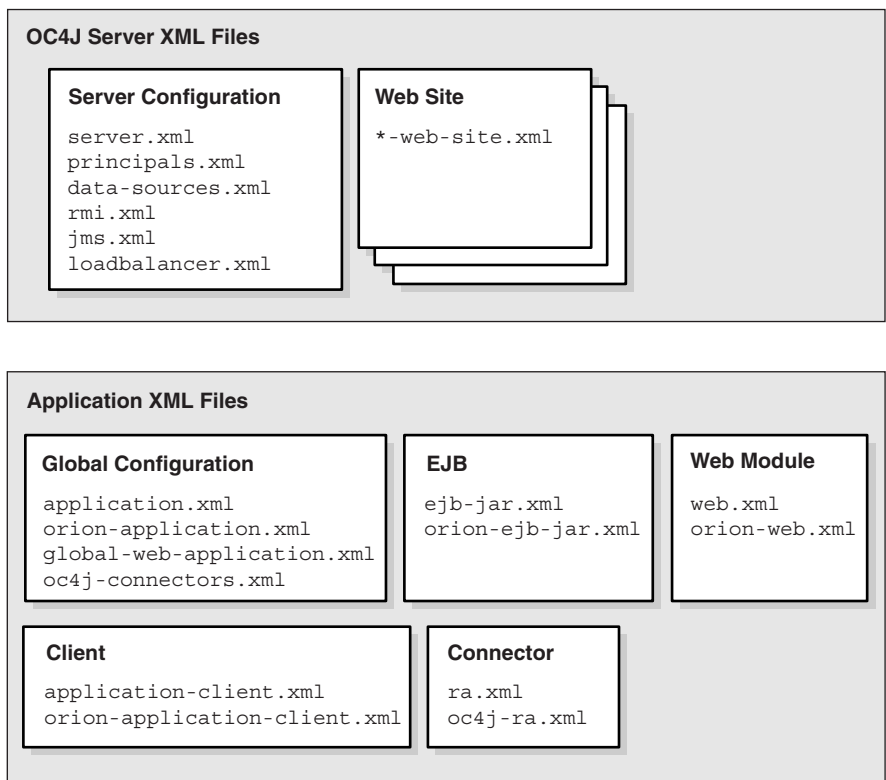 OC4J Server XML Files
Server Configuration
server.xml
principals.xml
data-sources.xml
rmi.xml
jms.xml
loadbalancer.xml
Web Site
*-web-site.xml
Application XML Files
Global Configuration
application.xml
orion-application.xml
global-web-application.xml
oc4j-connectors.xml
EJB
ejb-jar.xml
orion-ejb-jar.xml
Web Module
web.xml
orion-web.xml
Client
application-client.xml
orion-application-client.xml
Connector
ra.xml
oc4j-ra.xml